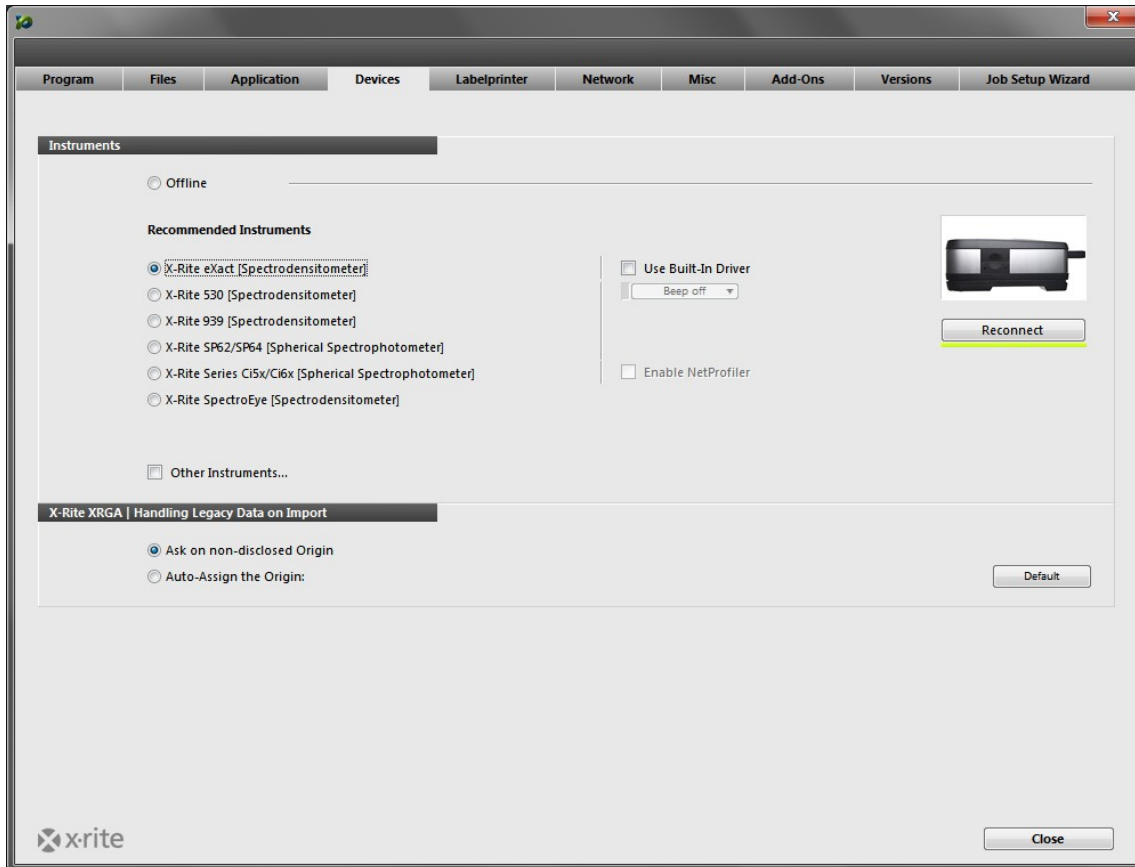 X
Program Files Application Devices Labelprinter Network Misc Add-Ons Versions Job Setup Wizard
Instruments
Offline
Recommended Instruments
X-Rite eXact [Spectrodensitometer]
Use Built-In Driver
X-Rite 530 [Spectrodensitometer]
Beep off
X-Rite 939 [Spectrodensitometer]
Reconnect
X-Rite SP62/SP64 [Spherical Spectrophotometer]
X-Rite Series Ci5x/Ci6x [Spherical Spectrophotometer]
Enable NetProfiler
X-Rite SpectroEye [Spectrodensitometer]
Other Instruments...
X-Rite XRGA | Handling Legacy Data on Import
Ask on non-disclosed Origin
Auto-Assign the Origin:
Default
x·rite
Close